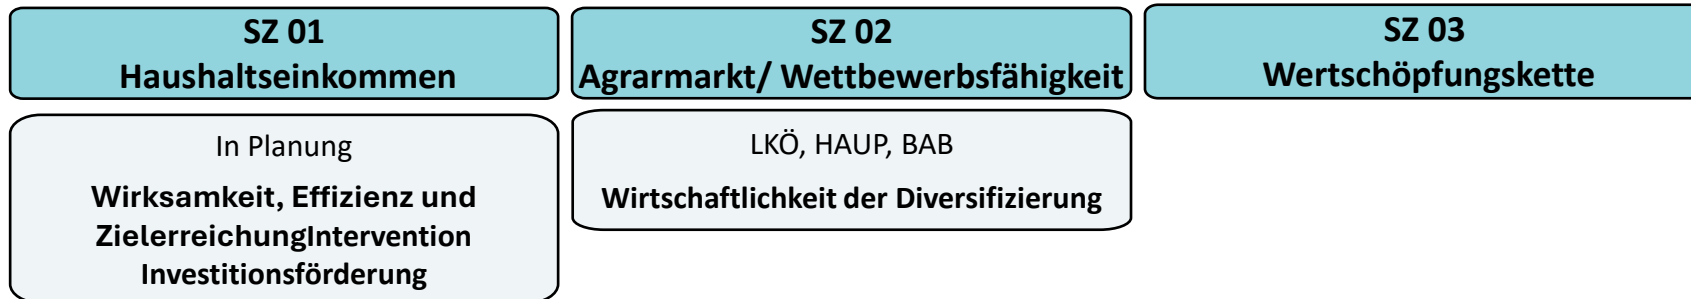 SZ 01
Haushaltseinkommen
In Planung
Wirksamkeit, Effizienz und
ZielerreichungIntervention
Investitionsförderung
SZ 02
Agrarmarkt/ Wettbewerbsfähigkeit
LKÖ, HAUP, BAB
Wirtschaftlichkeit der Diversifizierung
SZ 03
Wertschöpfungskette